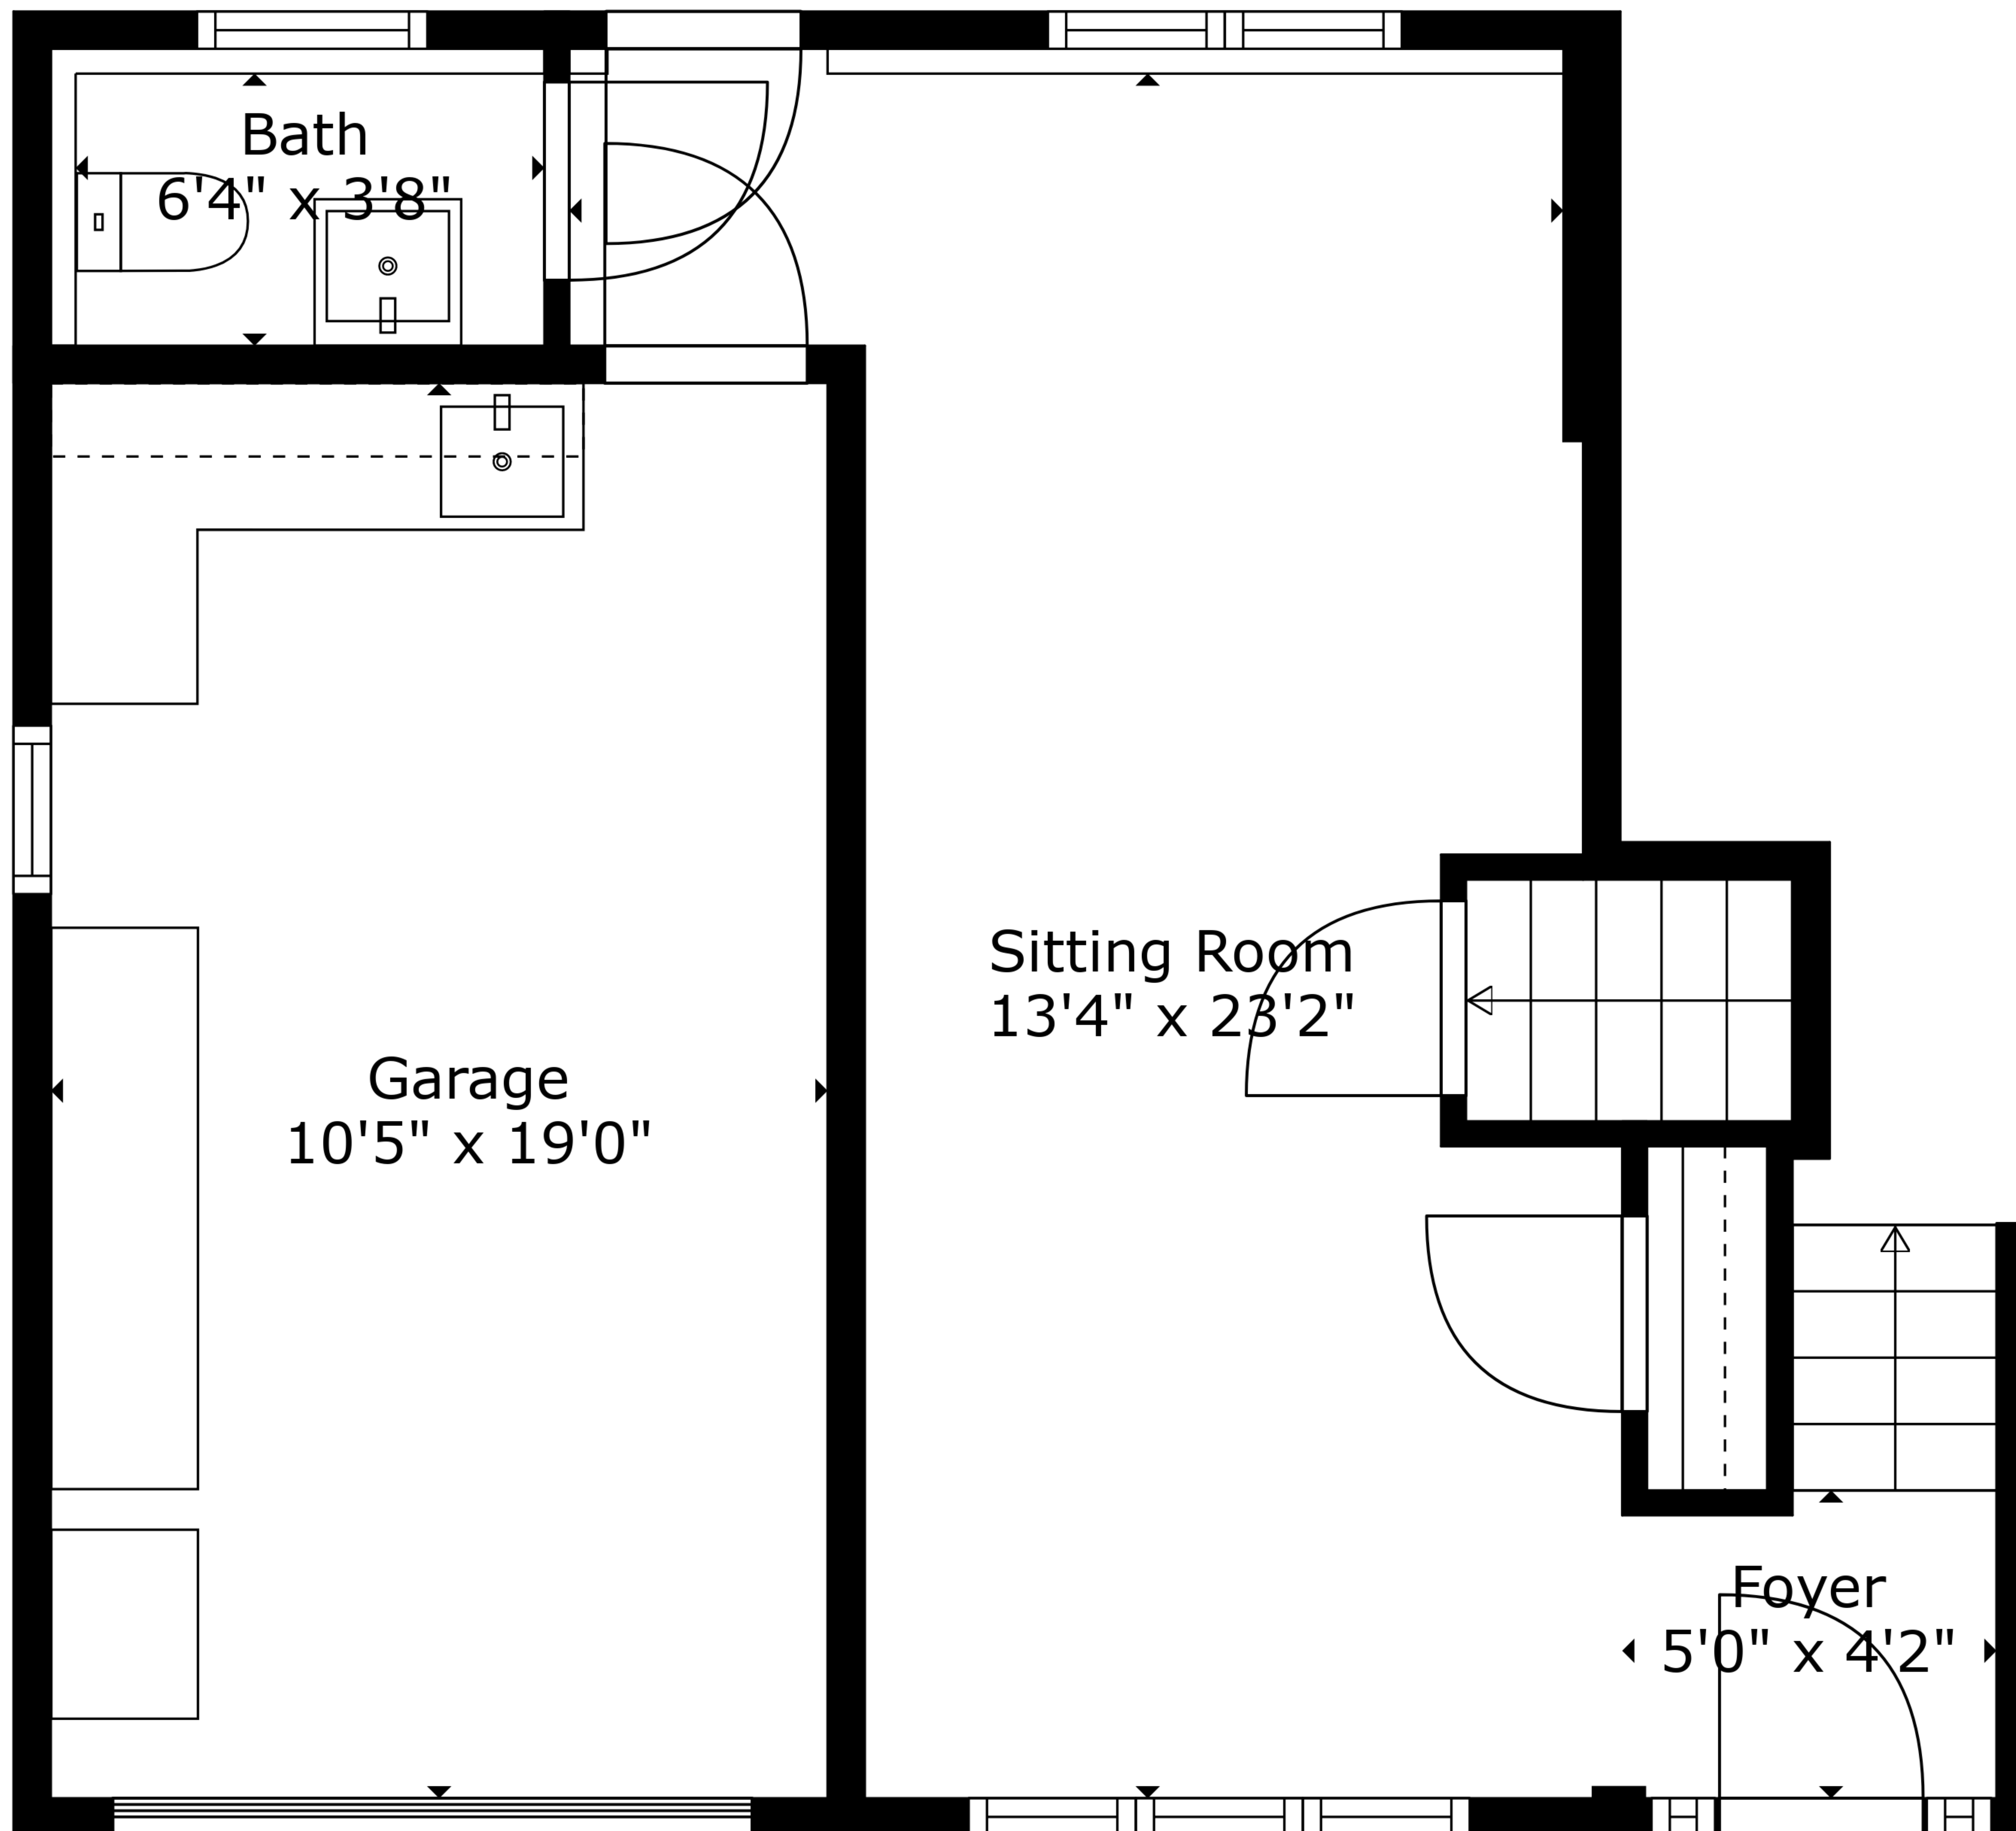 Bath
6'4" x 3'8"
Sitting Room
13'4" x 23'2"
Garage
10'5" x 19'0"
Foyer
5'0" x 4'2"